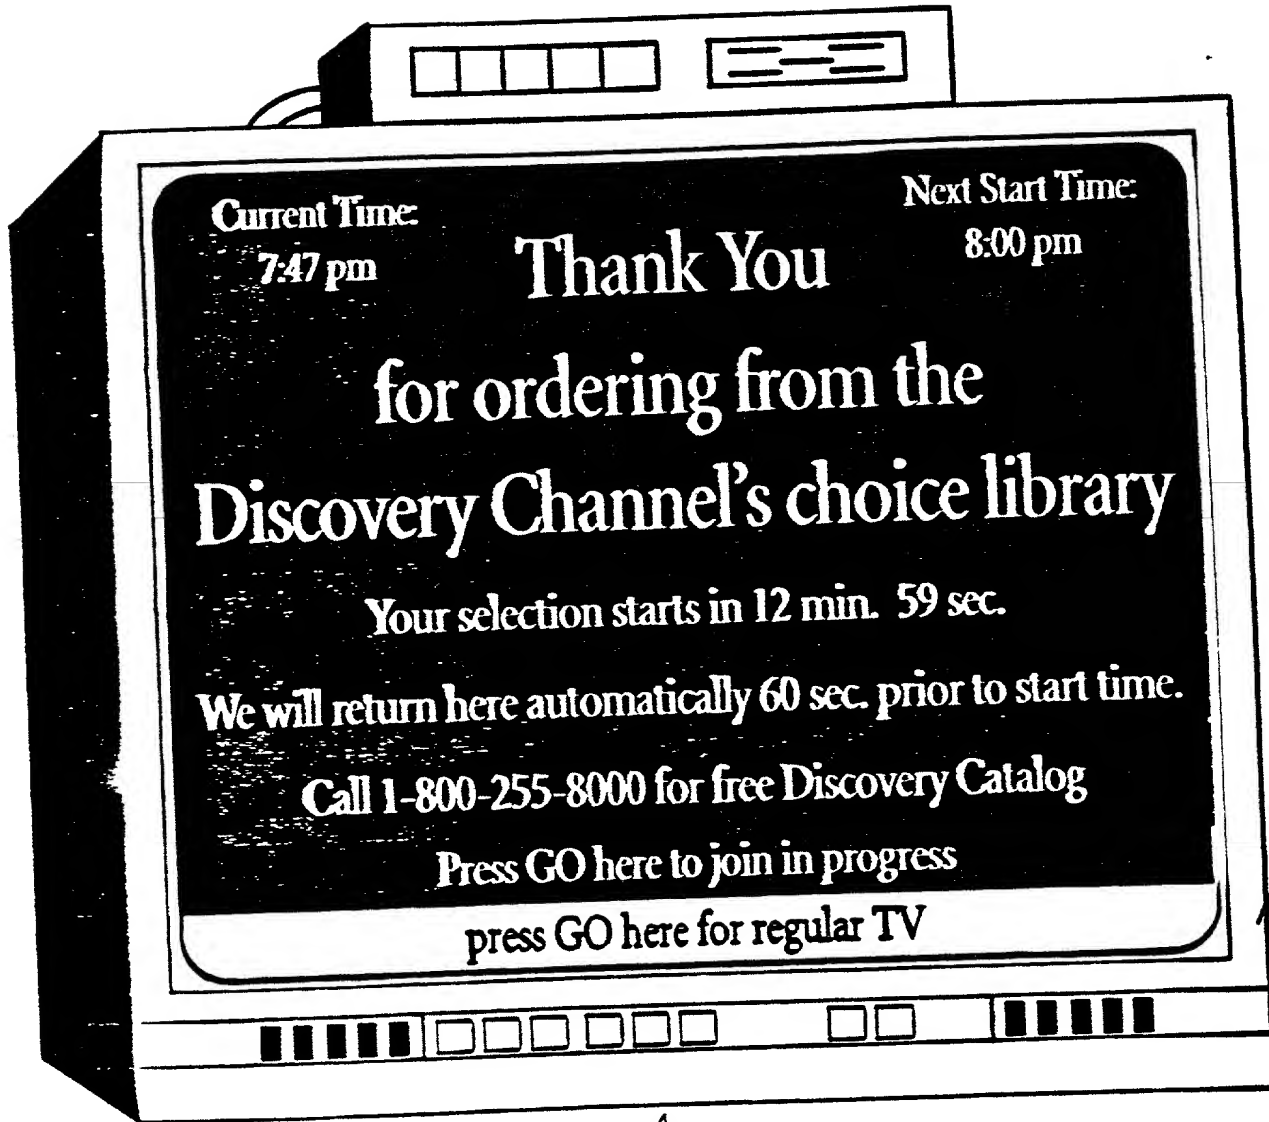 Current Time:
7:47 pm
Next Start Time:
8:00 pm
Thank You
for ordering from the
Discovery Channel's choice library
Your selection starts in 12 min. 59 sec.
We will return here automatically 60 sec. prior to start time.
Call 1-800-255-8000 for free Discovery Catalog
Press GO here to join in progress
press GO here for regular TV